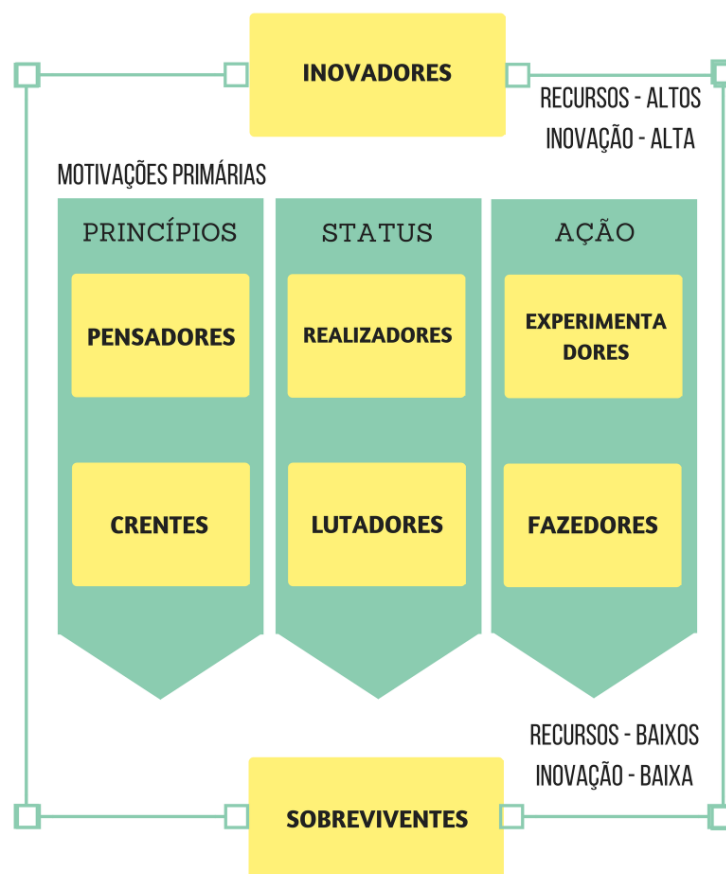 INOVADORES
RECURSOS - ALTOS
INOVAÇÃO - ALTA
MOTIVAÇÕES PRIMÁRIAS
PRINCÍPIOS
STATUS
AÇÃO
PENSADORES
REALIZADORES
EXPERIMENTA
DORES
CRENTES
LUTADORES
FAZEDORES
RECURSOS - BAIXOS
INOVAÇÃO - BAIXA
SOBREVIVENTES